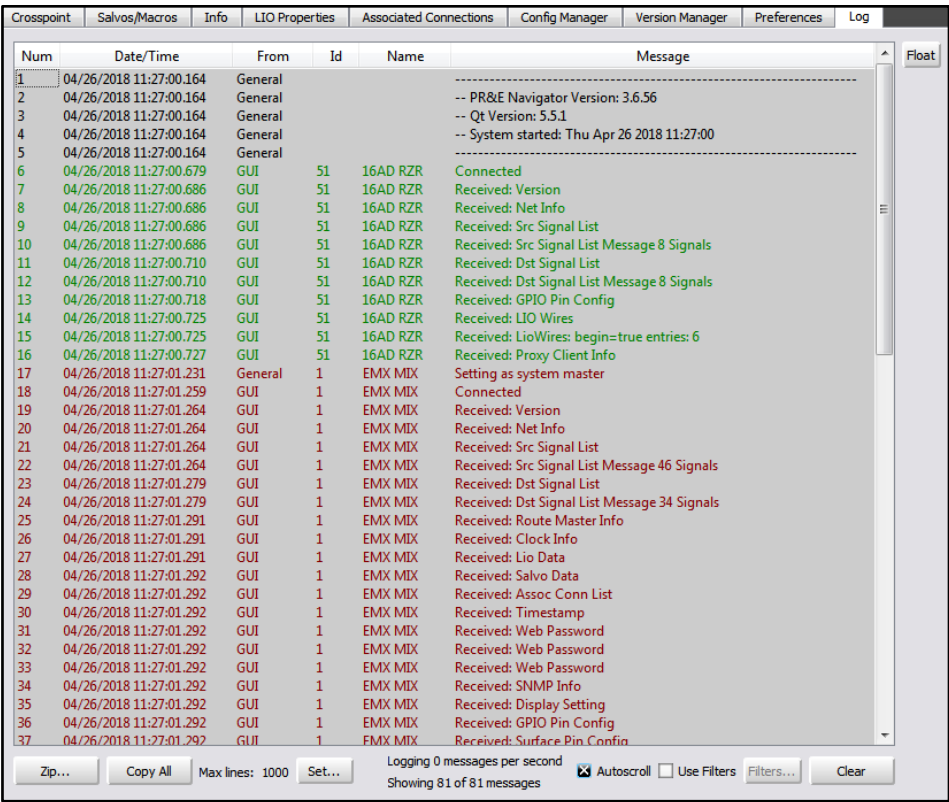 Crosspoint Salvos/Macros Info LIO Properties Associated Connections Config Manager Version Manager Preferences Log
Num Date/Time From Id Name Message Float
1 04/26/2018 11:27:00.164 General --------------------------------------------------------------------------------
2 04/26/2018 11:27:00.164 General -- PR&E Navigator Version: 3.6.56
3 04/26/2018 11:27:00.164 General -- Qt Version: 5.5.1
4 04/26/2018 11:27:00.164 General -- System started: Thu Apr 26 2018 11:27:00
5 04/26/2018 11:27:00.164 General --------------------------------------------------------------------------------
6 04/26/2018 11:27:00.679 GUI 51 16AD RZR Connected
7 04/26/2018 11:27:00.686 GUI 51 16AD RZR Received: Version
8 04/26/2018 11:27:00.686 GUI 51 16AD RZR Received: Net Info
9 04/26/2018 11:27:00.686 GUI 51 16AD RZR Received: Src Signal List
10 04/26/2018 11:27:00.686 GUI 51 16AD RZR Received: Src Signal List Message 8 Signals
11 04/26/2018 11:27:00.710 GUI 51 16AD RZR Received: Dst Signal List
12 04/26/2018 11:27:00.710 GUI 51 16AD RZR Received: Dst Signal List Message 8 Signals
13 04/26/2018 11:27:00.718 GUI 51 16AD RZR Received: GPIO Pin Config
14 04/26/2018 11:27:00.725 GUI 51 16AD RZR Received: LIO Wires
15 04/26/2018 11:27:00.725 GUI 51 16AD RZR Received: LioWires: begin=true entries: 6
16 04/26/2018 11:27:00.727 GUI 51 16AD RZR Received: Proxy Client Info
17 04/26/2018 11:27:01.231 General 1 EMX MIX Setting as system master
18 04/26/2018 11:27:01.259 GUI 1 EMX MIX Connected
19 04/26/2018 11:27:01.264 GUI 1 EMX MIX Received: Version
20 04/26/2018 11:27:01.264 GUI 1 EMX MIX Received: Net Info
21 04/26/2018 11:27:01.264 GUI 1 EMX MIX Received: Src Signal List
22 04/26/2018 11:27:01.264 GUI 1 EMX MIX Received: Src Signal List Message 46 Signals
23 04/26/2018 11:27:01.279 GUI 1 EMX MIX Received: Dst Signal List
24 04/26/2018 11:27:01.279 GUI 1 EMX MIX Received: Dst Signal List Message 34 Signals
25 04/26/2018 11:27:01.291 GUI 1 EMX MIX Received: Route Master Info
26 04/26/2018 11:27:01.291 GUI 1 EMX MIX Received: Clock Info
27 04/26/2018 11:27:01.291 GUI 1 EMX MIX Received: Lio Data
28 04/26/2018 11:27:01.292 GUI 1 EMX MIX Received: Salvo Data
29 04/26/2018 11:27:01.292 GUI 1 EMX MIX Received: Assoc Conn List
30 04/26/2018 11:27:01.292 GUI 1 EMX MIX Received: Timestamp
31 04/26/2018 11:27:01.292 GUI 1 EMX MIX Received: Web Password
32 04/26/2018 11:27:01.292 GUI 1 EMX MIX Received: Web Password
33 04/26/2018 11:27:01.292 GUI 1 EMX MIX Received: Web Password
34 04/26/2018 11:27:01.292 GUI 1 EMX MIX Received: SNMP Info
35 04/26/2018 11:27:01.292 GUI 1 EMX MIX Received: Display Setting
36 04/26/2018 11:27:01.292 GUI 1 EMX MIX Received: GPIO Pin Config
37 04/26/2018 11:27:01.292 GUI 1 EMX MIX Received: Surface Pin Config
Zip... Copy All Max lines: 1000 Set... Logging 0 messages per second Autoscroll Use Filters Filters... Clear
Showing 81 of 81 messages